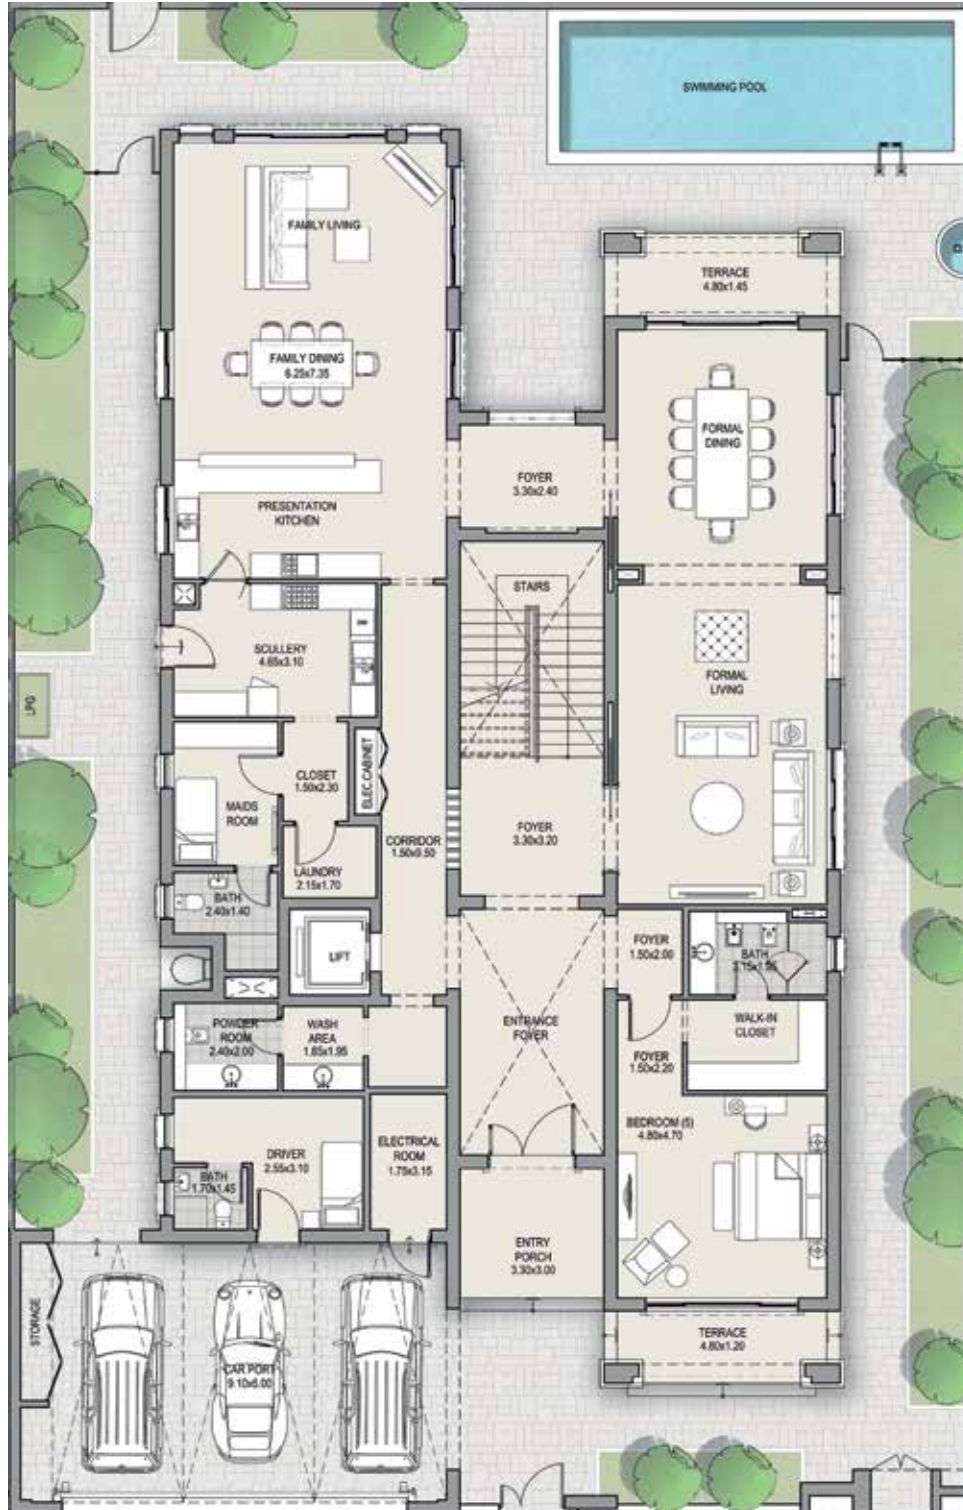 SWIMMING POOL
FAMILY LIVING
TERRACE
4.80x1.45
FAMILY DINING
6.25x7.35
FORMAL
DINING
FOYER
3.30x2.40
PRESENTATION
KITCHEN
STAIRS
SCULLERY
4.65x3.10
FORMAL
LIVING
LPG
CLOSET
1.50x2.30
ELEC.CABINET
MAIDS
ROOM
FOYER
3.30x3.20
CORRIDOR
1.50x9.50
LAUNDRY
2.15x1.70
BATH
2.40x1.40
LIFT
FOYER
1.50x2.00
BATH
WALK-IN
CLOSET
ENTRANCE
FOYER
POWDER
ROOM
2.40x2.00
WASH
AREA
1.85x1.95
FOYER
1.50x2.20
BEDROOM (5)
4.80x4.70
ELECTRICAL
ROOM
1.75x3.15
DRIVER
2.55x3.10
BATH
1.70x1.45
ENTRY
PORCH
3.30x3.00
STORAGE
TERRACE
4.80x1.20
CAR PORT
9.10x6.00